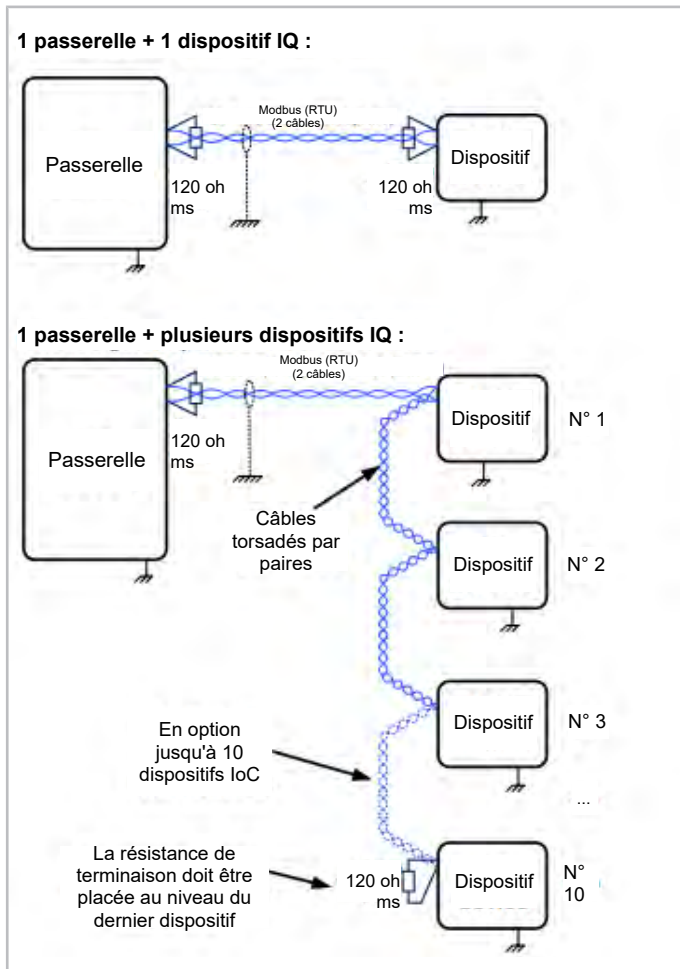 1 passerelle + 1 dispositif IQ :
Modbus (RTU)
(2 câbles)
Passerelle
Dispositif
120 oh
ms
120 oh
ms
1 passerelle + plusieurs dispositifs IQ :
Modbus (RTU)
(2 câbles)
Dispositif
N° 1
120 oh
ms
Passerelle
Câbles
torsadés par
paires
Dispositif
N° 2
Dispositif
N° 3
En option
jusqu'à 10
dispositifs IoC
...
La résistance de
terminaison doit être
placée au niveau du
dernier dispositif
120 oh
ms
Dispositif
N°
10